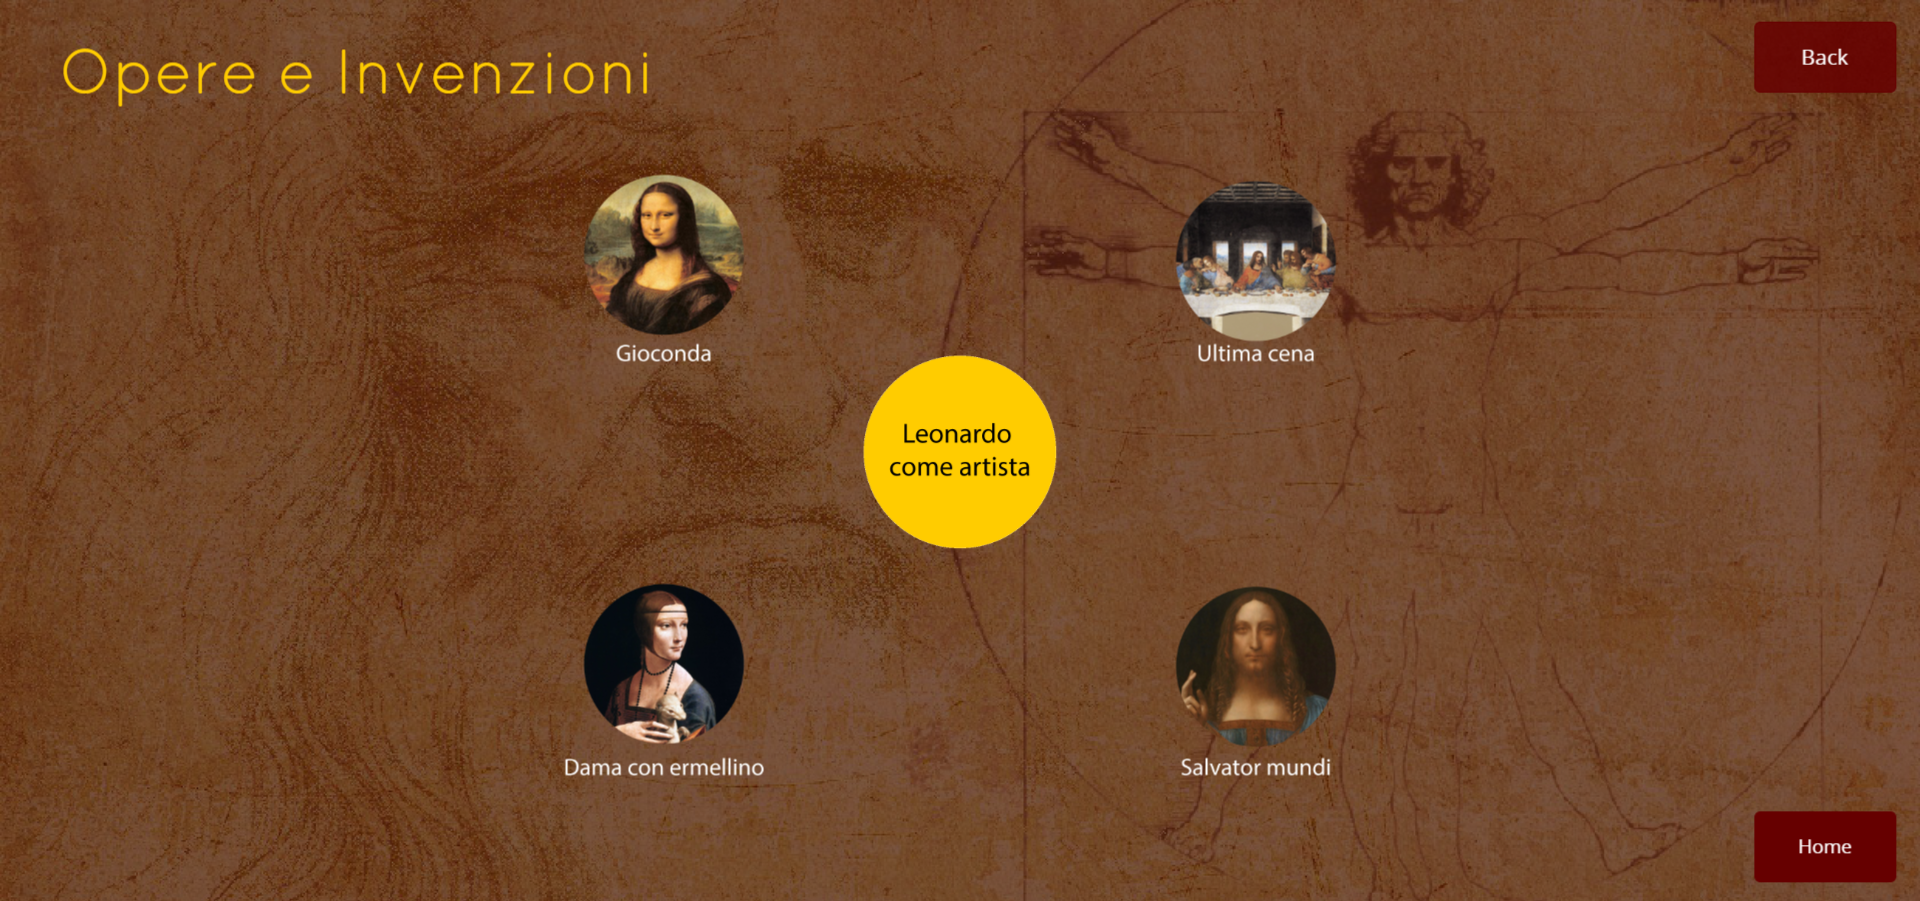 Opere e Invenzioni
Back
Gioconda
Ultima cena
Leonardo
come artista
Dama con ermellino
Salvator mundi
Home